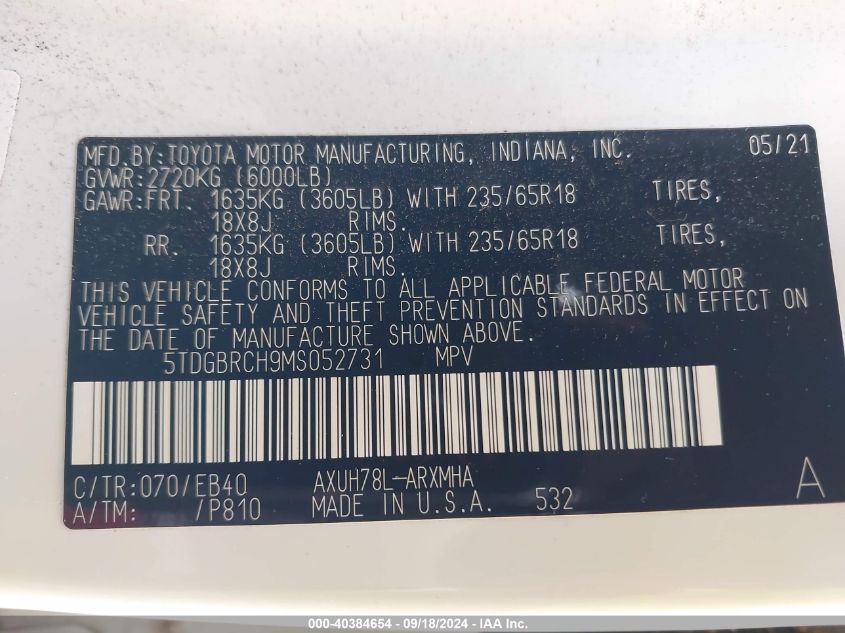 MFD.BY:TOYOTA MOTOR MANUFACTURING, INDIANA, INC. 05/21
GVWR:2720KG (6000LB)
GAWR:FRT. 1635KG (3605LB) WITH 235/65R18 TIRES,
18X8J RIMS.
RR. 1635KG (3605LB) WITH 235/65R18 TIRES,
18X8J RIMS.
THIS VEHICLE CONFORMS TO ALL APPLICABLE FEDERAL MOTOR
VEHICLE SAFETY AND THEFT PREVENTION STANDARDS IN EFFECT ON
THE DATE OF MANUFACTURE SHOWN ABOVE.
5TDGBRCH9MS052731 MPV
C/TR:070/EB40 AXUH78L-ARXMHA A
A/TM: /P810 MADE IN U.S.A. 532
000-40384654 - 09/18/2024 - IAA Inc.